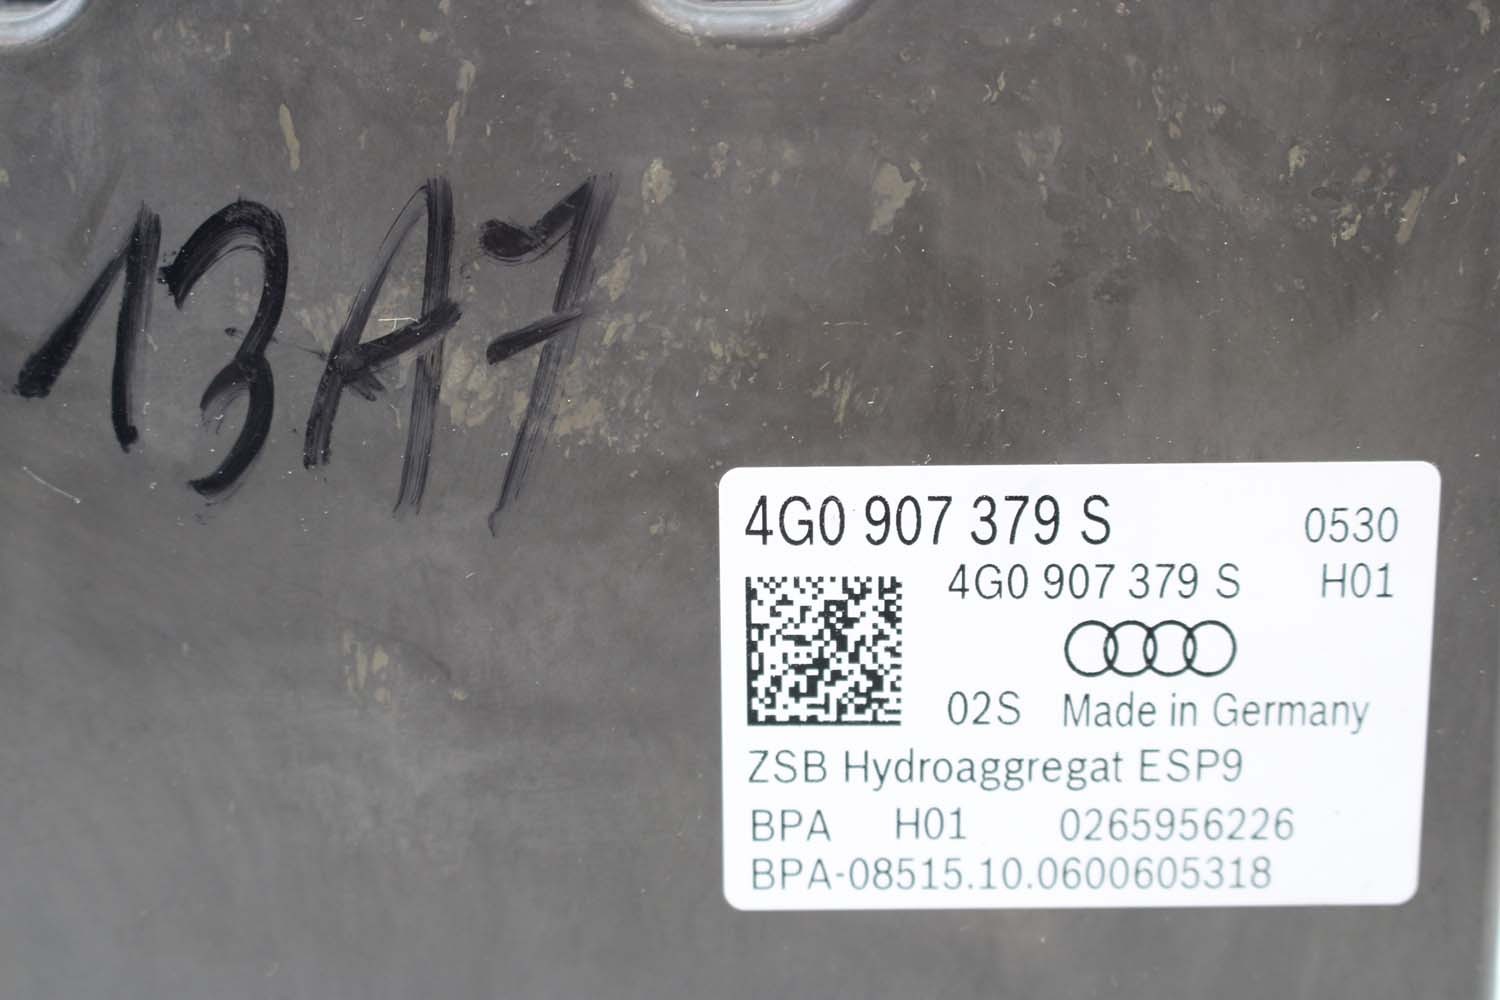 13A7
4G0 907 379 S 0530
4G0 907 379 S H01
02S Made in Germany
ZSB Hydroaggregat ESP9
BPA H01 0265956226
BPA-08515.10.0600605318